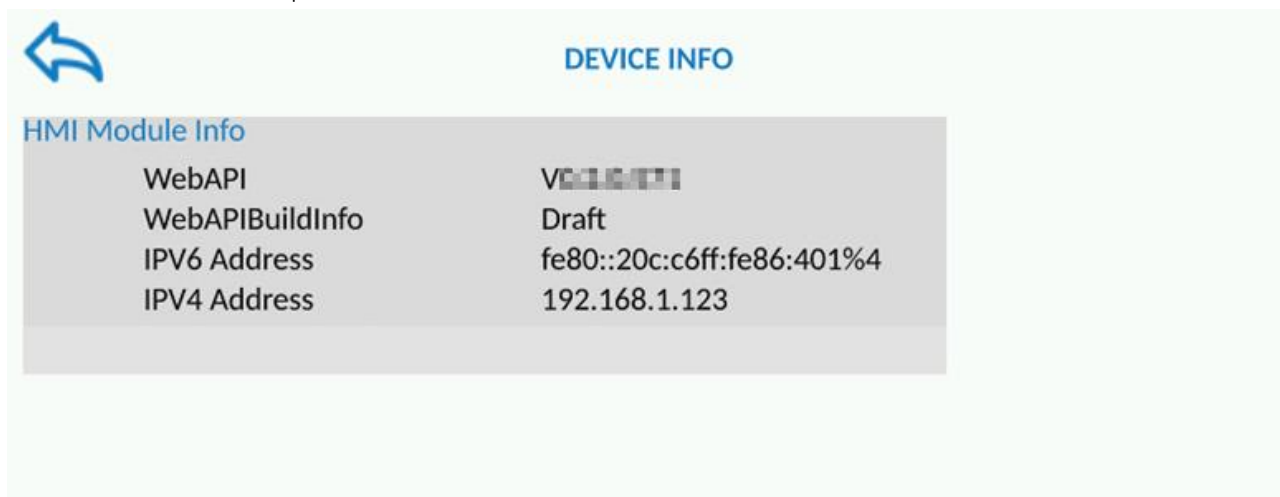 DEVICE INFO
HMI Module Info
WebAPI V
WebAPIBuildInfo Draft
IPV6 Address fe80::20c:c6ff:fe86:401%4
IPV4 Address 192.168.1.123